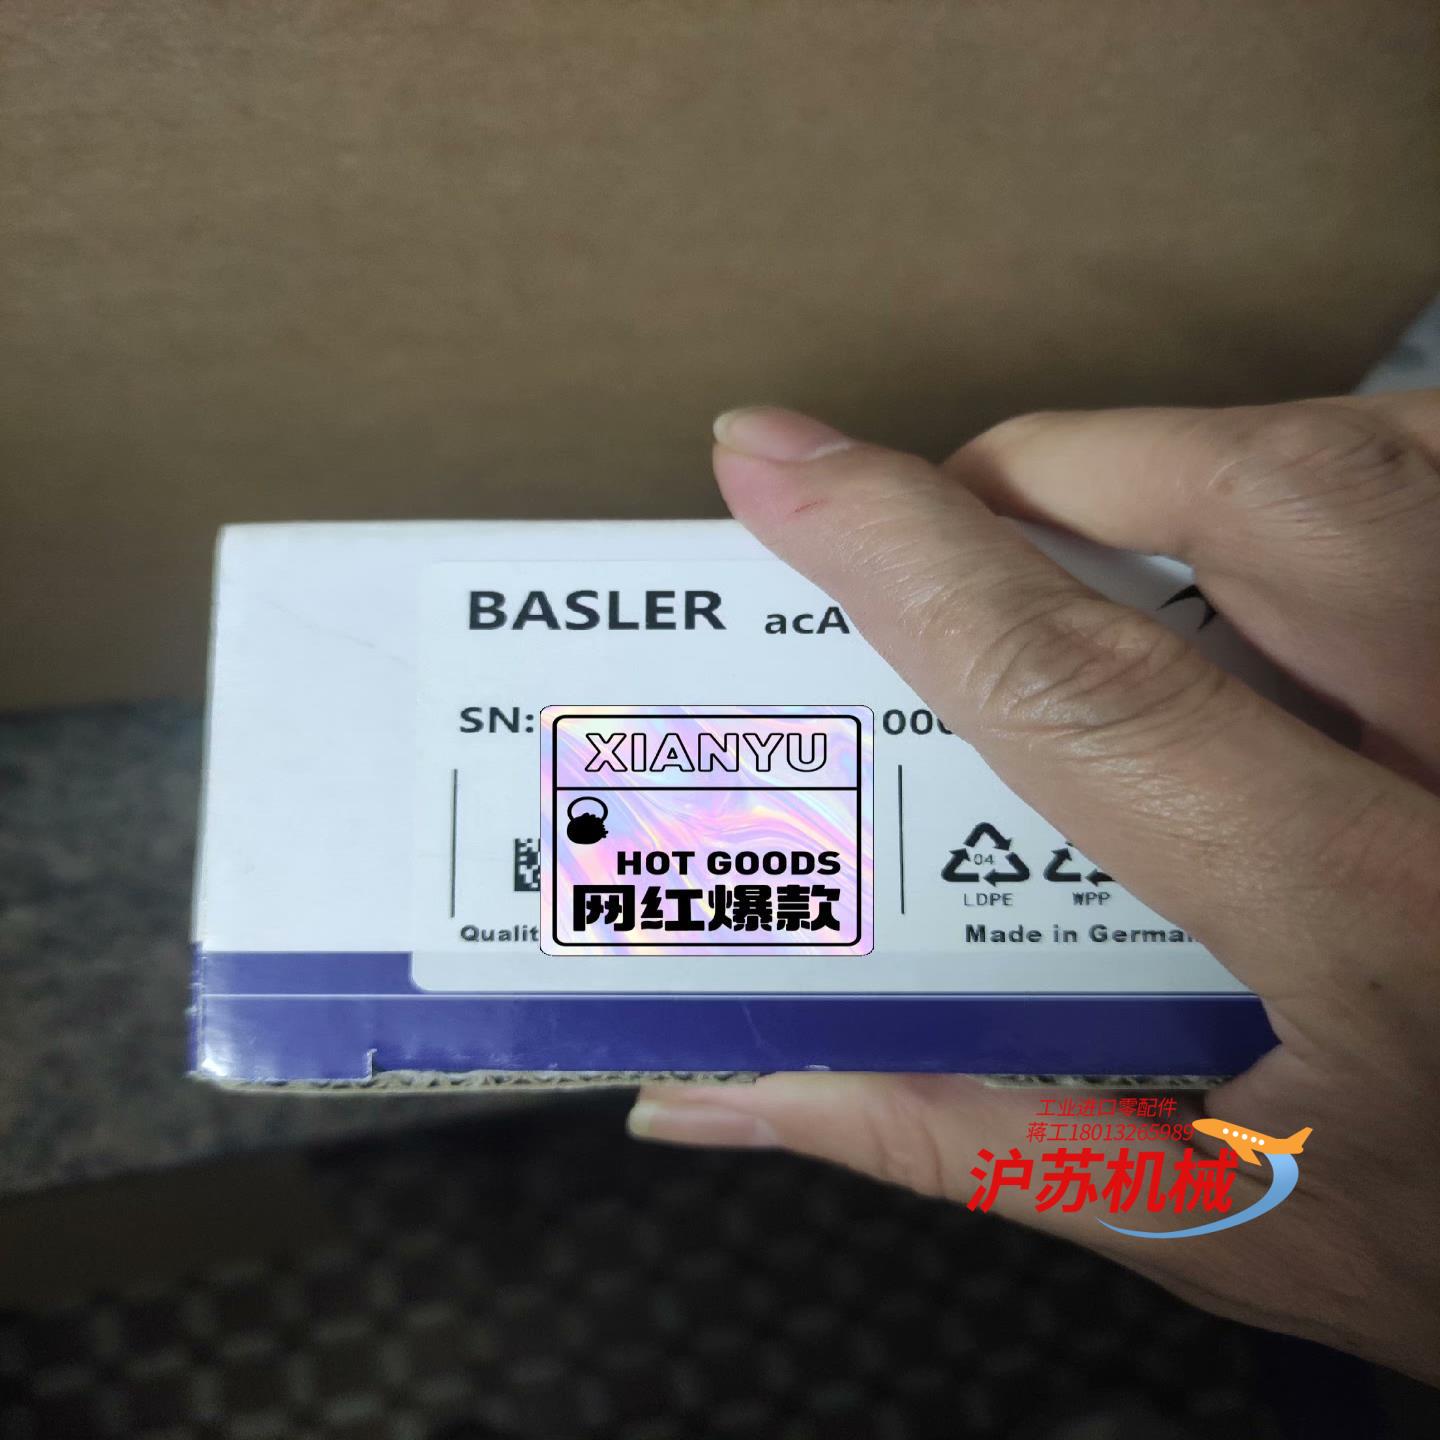 BASLER acA
SN:
000
XIANYU
HOT GOODS
网红爆款
04
LDPE
WPP
Made in
工业进口零配件
蒋工18013265989
沪苏机械